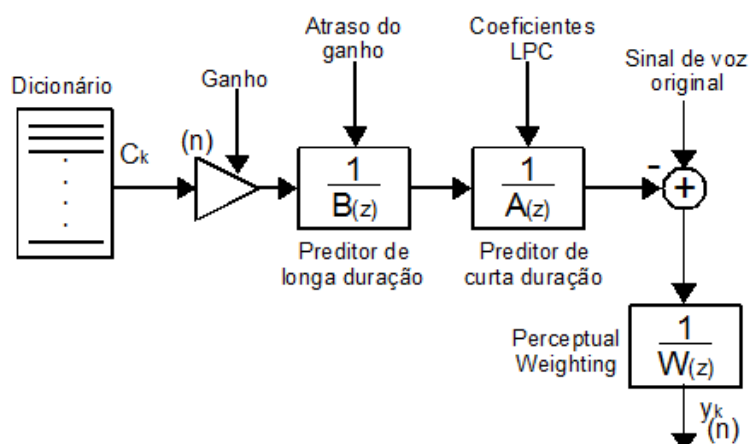 Dicionário
Ck
(n)
Ganho
Atraso do
ganho
1
B(z)
Preditor de
longa duração
Coeficientes
LPC
1
A(z)
Preditor de
curta duração
Sinal de voz
original
-
+
Perceptual
Weighting
1
W(z)
yk
(n)